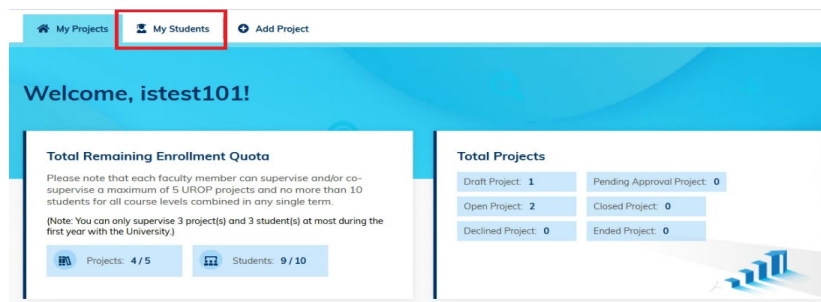 My Projects My Students Add Project
Welcome, istest101!
Total Remaining Enrollment Quota
Please note that each faculty member can supervise and/or co-
supervise a maximum of 5 UROP projects and no more than 10
students for all course levels combined in any single term.
(Note: You can only supervise 3 project(s) and 3 student(s) at most during the
first year with the University.)
Projects: 4 / 5 Students: 9 / 10
Total Projects
Draft Project: 1 Pending Approval Project: 0
Open Project: 2 Closed Project: 0
Declined Project: 0 Ended Project: 0